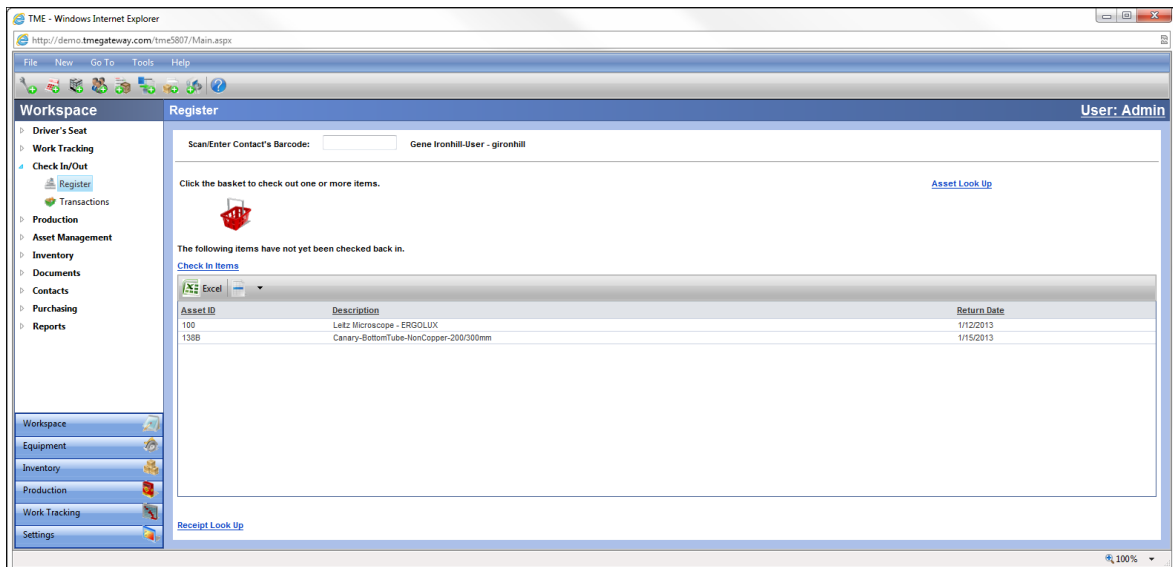 TME - Windows Internet Explorer
http://demo.tmegateway.com/tme5807/Main.aspx
File New Go To Tools Help
Workspace
Register
User: Admin
Driver's Seat
Work Tracking
Check In/Out
Register
Transactions
Production
Asset Management
Inventory
Documents
Contacts
Purchasing
Reports
Workspace
Equipment
Inventory
Production
Work Tracking
Settings
Scan/Enter Contact's Barcode: Gene Ironhill-User - gironhill
Click the basket to check out one or more items. Asset Look Up
The following items have not yet been checked back in.
Check In Items
Excel
Asset ID Description Return Date
100 Leitz Microscope - ERGOLUX 1/12/2013
138B Canary-BottomTube-NonCopper-200/300mm 1/15/2013
Receipt Look Up
100%